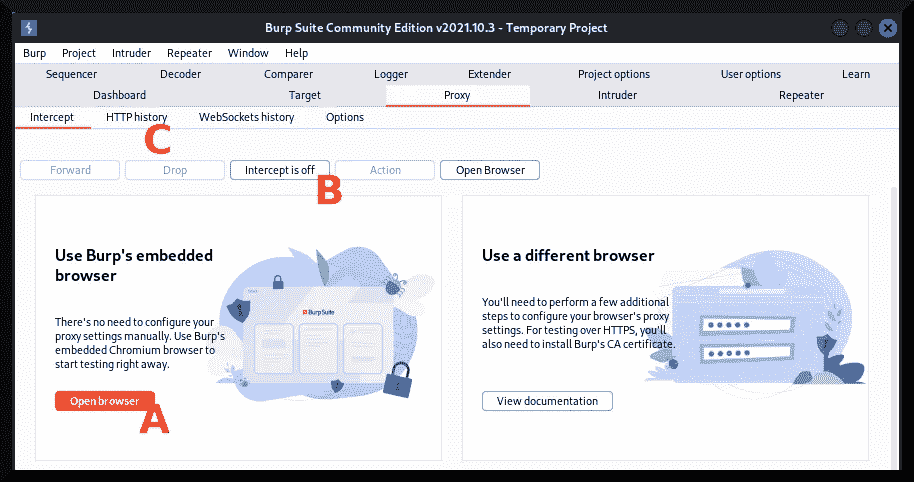 Burp Suite Community Edition v2021.10.3 - Temporary Project
Burp Project Intruder Repeater Window Help
Sequencer Decoder Comparer Logger Extender Project options User options Learn
Dashboard Target Proxy Intruder Repeater
Intercept HTTP history WebSockets history Options
C
Forward Drop Intercept is off Action Open Browser
B
Use Burp's embedded
browser
There's no need to configure your
proxy settings manually. Use Burp's
embedded Chromium browser to
start testing right away.
Open browser
A
BurpSuite
Use a different browser
You'll need to perform a few additional
steps to configure your browser's proxy
settings. For testing over HTTPS, you'll
also need to install Burp's CA certificate.
View documentation